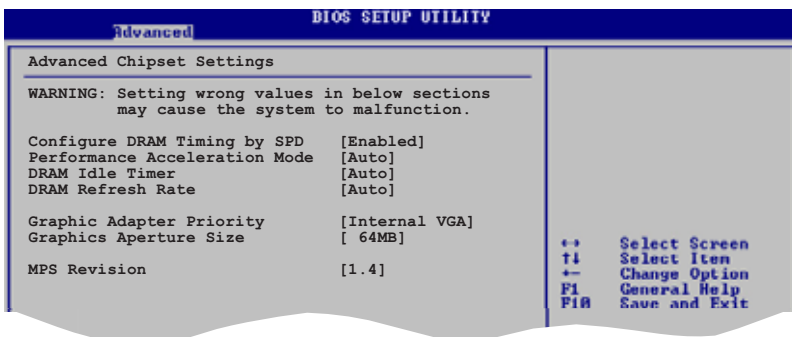 BIOS SETUP UTILITY
Advanced
Advanced Chipset Settings
WARNING: Setting wrong values in below sections
may cause the system to malfunction.
Configure DRAM Timing by SPD [Enabled]
Performance Acceleration Mode [Auto]
DRAM Idle Timer [Auto]
DRAM Refresh Rate [Auto]
Graphic Adapter Priority [Internal VGA]
Graphics Aperture Size [ 64MB]
MPS Revision [1.4]
←→ Select Screen
↑↓ Select Item
+- Change Option
F1 General Help
F10 Save and Exit